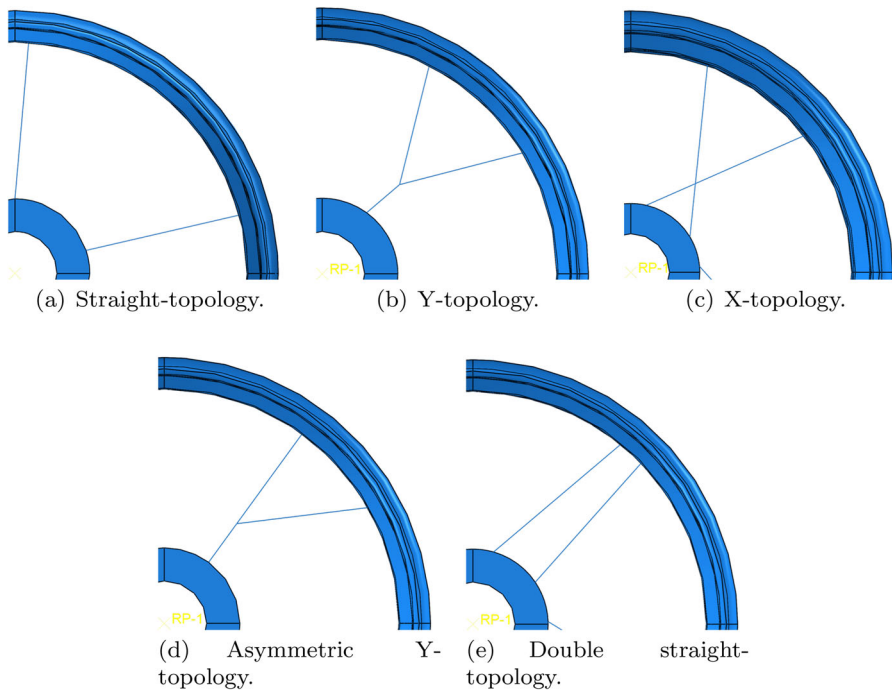 RP-1
RP-1
(a) Straight-topology.
(b) Y-topology.
(c) X-topology.
RP-1
RP-1
(d) Asymmetric Y-
topology.
(e) Double straight-
topology.